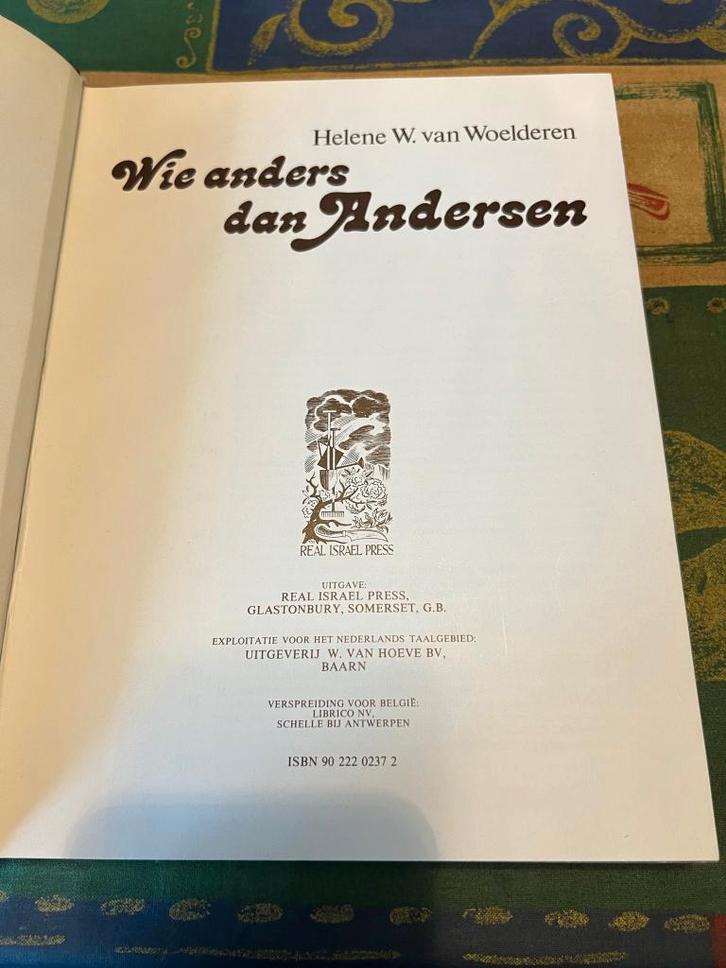 Helene W. van Woelderen
Wie anders
dan Andersen
REAL ISRAEL PRESS
UITGAVE:
REAL ISRAEL PRESS,
GLASTONBURY, SOMERSET, G.B.
EXPLOITATIE VOOR HET NEDERLANDS TAALGEBIED:
UITGEVERIJ W. VAN HOEVE BV,
BAARN
VERSPREIDING VOOR BELGIË:
LIBRICO NV,
SCHELLE BIJ ANTWERPEN
ISBN 90 222 0237 2